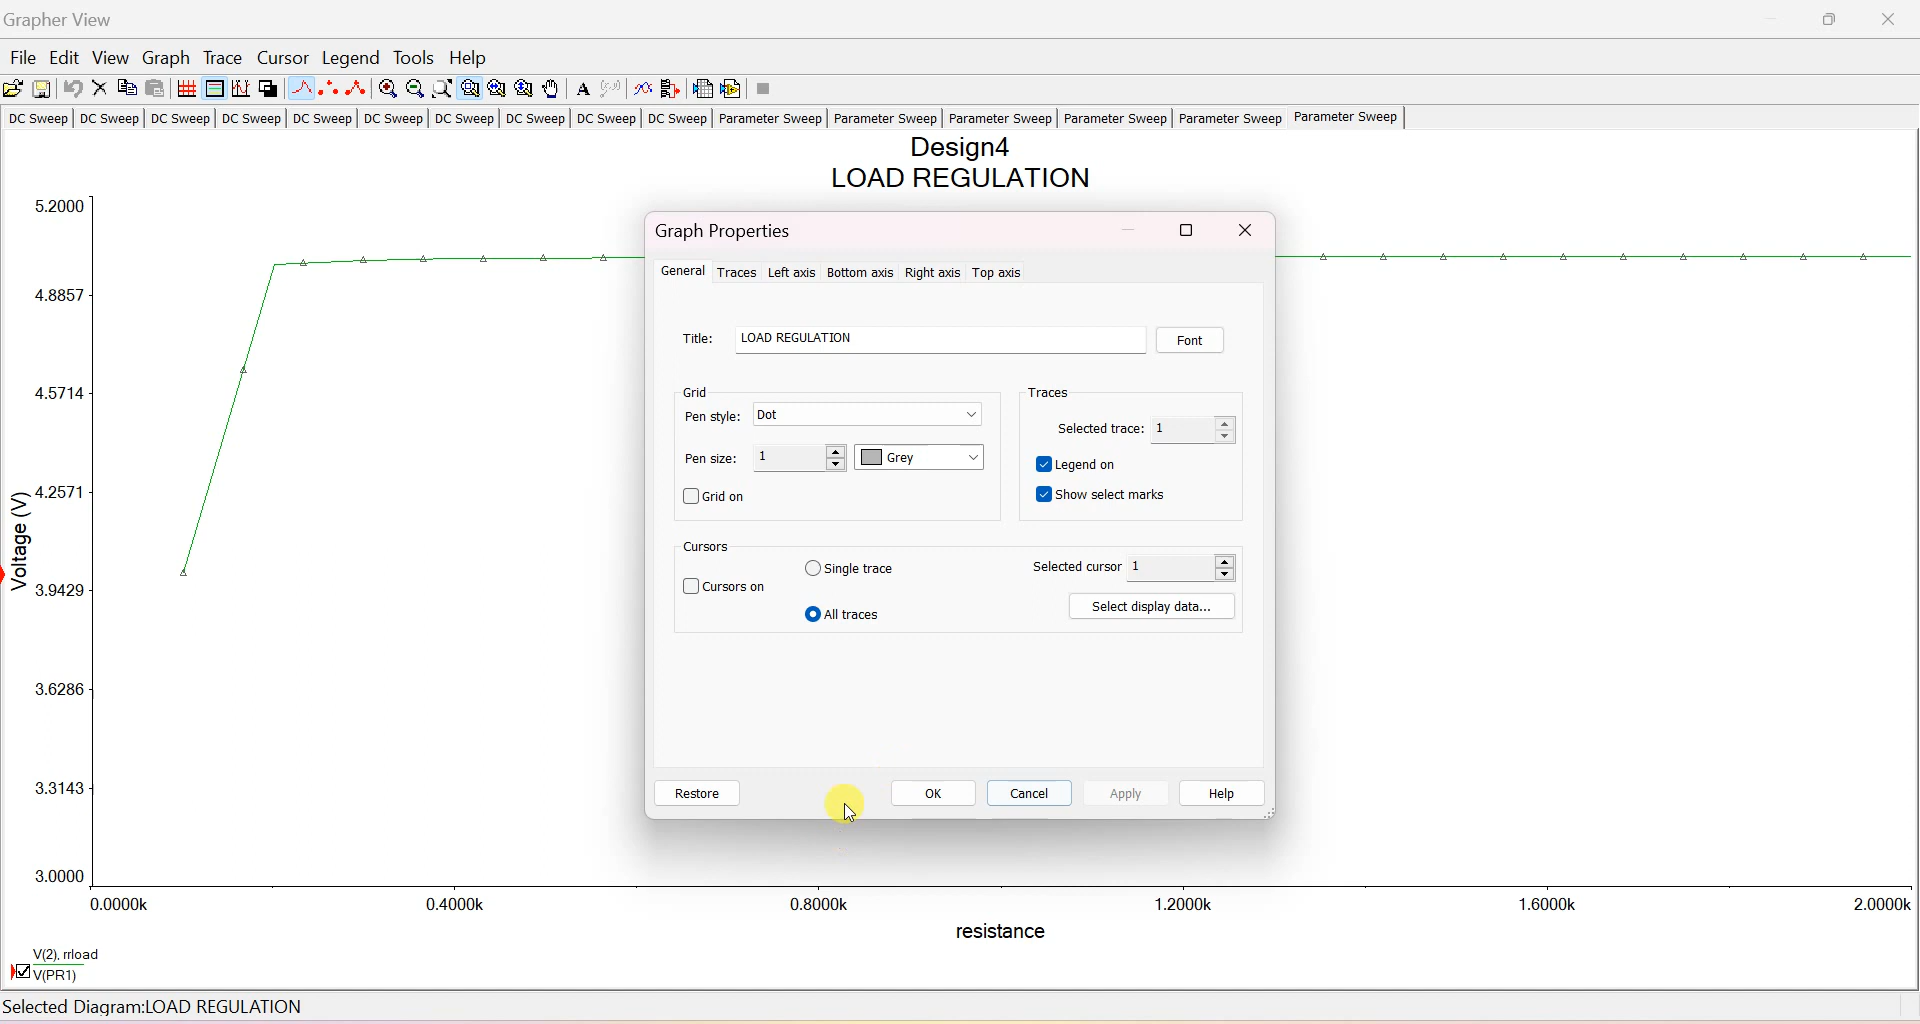 Grapher View
File Edit View Graph Trace Cursor Legend Tools Help
DC Sweep DC Sweep DC Sweep DC Sweep DC Sweep DC Sweep DC Sweep DC Sweep DC Sweep DC Sweep Parameter Sweep Parameter Sweep Parameter Sweep Parameter Sweep Parameter Sweep Parameter Sweep
Design4
LOAD REGULATION
5.2000
4.8857
4.5714
4.2571
3.9429
3.6286
3.3143
3.0000
Voltage (V)
Graph Properties
General Traces Left axis Bottom axis Right axis Top axis
Title: LOAD REGULATION Font
Grid
Pen style: Dot
Pen size: 1 Grey
Grid on
Traces
Selected trace: 1
Legend on
Show select marks
Cursors
Cursors on
Single trace
All traces
Selected cursor 1
Select display data...
Restore OK Cancel Apply Help
0.0000k 0.4000k 0.8000k 1.2000k 1.6000k 2.0000k
resistance
V(2), rrload
V(PR1)
Selected Diagram:LOAD REGULATION